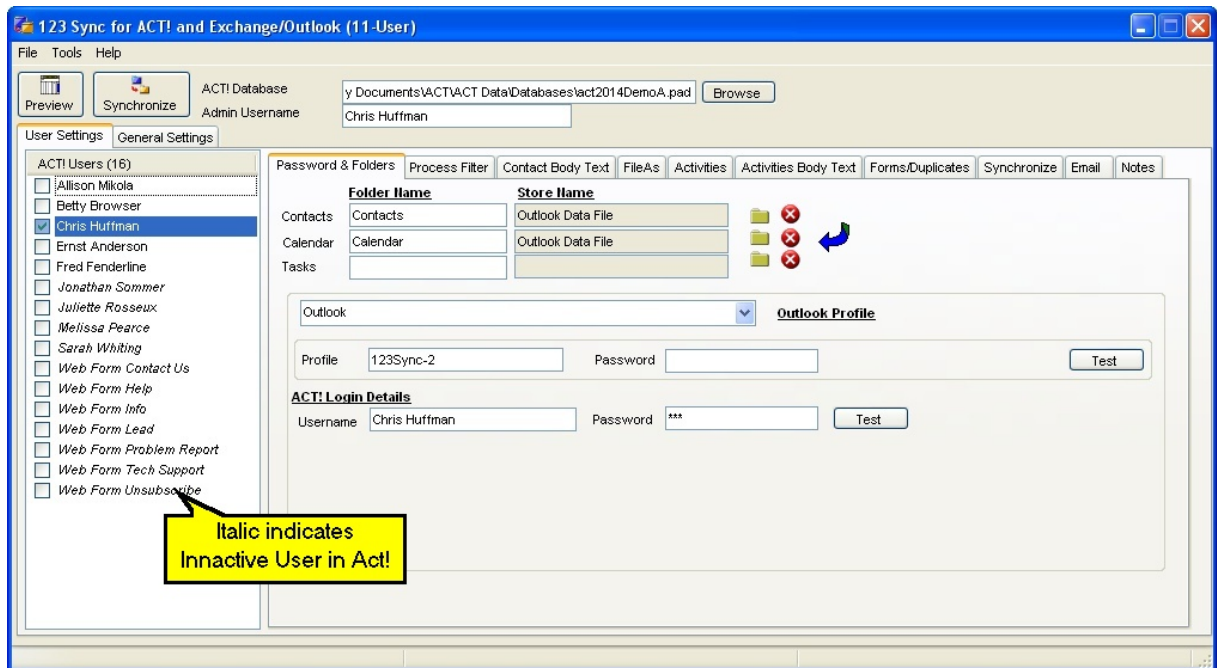 123 Sync for ACT! and Exchange/Outlook (11-User)
File Tools Help
Preview Synchronize
ACT! Database y Documents\ACT\ACT Data\Databases\act2014DemoA.pad Browse
Admin Username Chris Huffman
User Settings General Settings
ACT! Users (16)
Allison Mikola
Betty Browser
Chris Huffman
Ernst Anderson
Fred Fenderline
Jonathan Sommer
Juliette Rosseux
Melissa Pearce
Sarah Whiting
Web Form Contact Us
Web Form Help
Web Form Info
Web Form Lead
Web Form Problem Report
Web Form Tech Support
Web Form Unsubscribe
Italic indicates
Innactive User in Act!
Password & Folders Process Filter Contact Body Text FileAs Activities Activities Body Text Forms/Duplicates Synchronize Email Notes
Folder Name Store Name
Contacts Contacts Outlook Data File
Calendar Calendar Outlook Data File
Tasks
Outlook Outlook Profile
Profile 123Sync-2 Password Test
ACT! Login Details
Username Chris Huffman Password *** Test